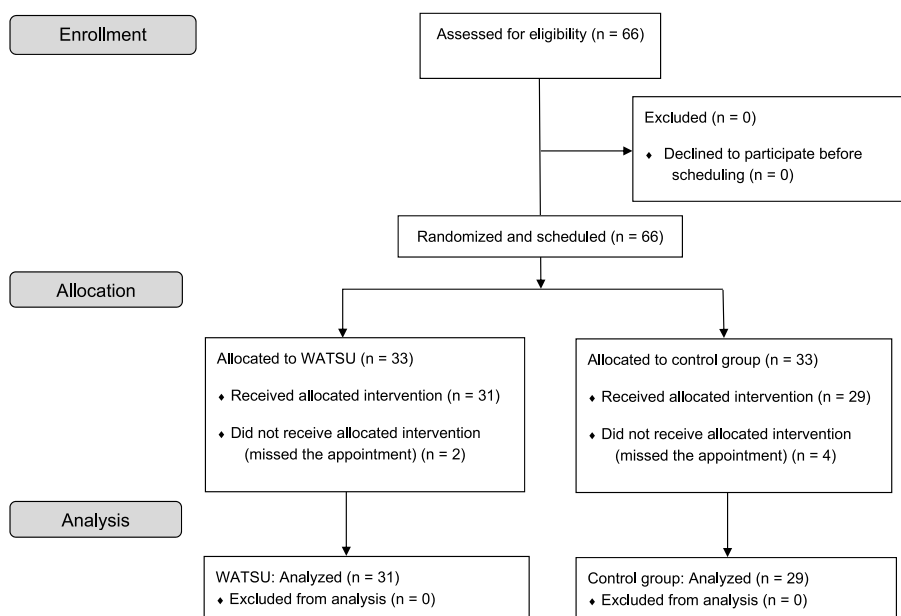 Enrollment
Assessed for eligibility (n = 66)
Excluded (n = 0)
♦ Declined to participate before
scheduling (n = 0)
Randomized and scheduled (n = 66)
Allocation
Allocated to WATSU (n = 33)
♦ Received allocated intervention (n = 31)
♦ Did not receive allocated intervention
(missed the appointment) (n = 2)
Allocated to control group (n = 33)
♦ Received allocated intervention (n = 29)
♦ Did not receive allocated intervention
(missed the appointment) (n = 4)
Analysis
WATSU: Analyzed (n = 31)
♦ Excluded from analysis (n = 0)
Control group: Analyzed (n = 29)
♦ Excluded from analysis (n = 0)